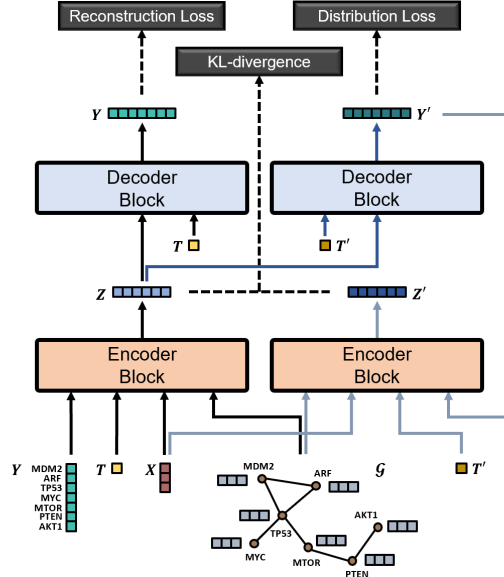 Reconstruction Loss
Distribution Loss
KL-divergence
Y
Y′
Decoder
Block
Decoder
Block
T
T′
Z
Z′
Encoder
Block
Encoder
Block
Y
MDM2
ARF
TP53
MYC
MTOR
PTEN
AKT1
T
X
MDM2
ARF
𝒢
T′
TP53
AKT1
MYC
MTOR
PTEN